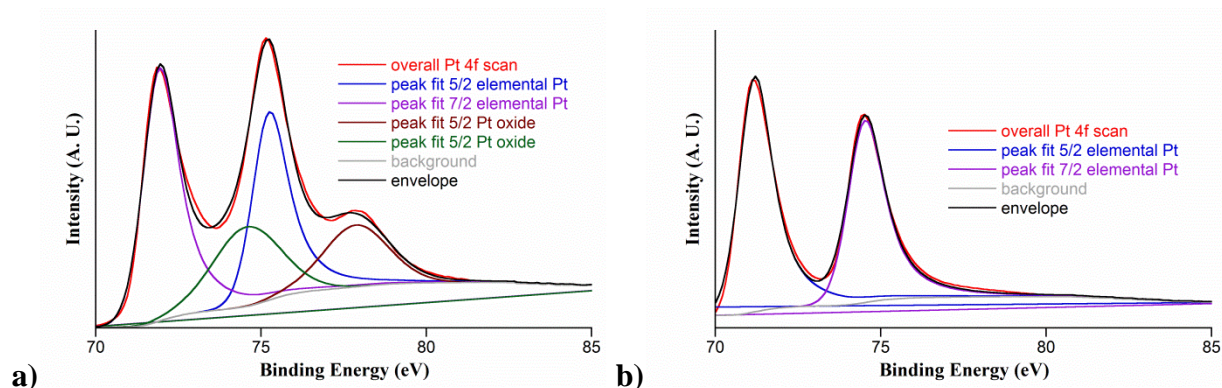 overall Pt 4f scan
peak fit 5/2 elemental Pt
peak fit 7/2 elemental Pt
peak fit 5/2 Pt oxide
peak fit 5/2 Pt oxide
background
envelope
Intensity (A. U.)
70 75 80 85
Binding Energy (eV)
a)
overall Pt 4f scan
peak fit 5/2 elemental Pt
peak fit 7/2 elemental Pt
background
envelope
Intensity (A. U.)
70 75 80 85
Binding Energy (eV)
b)